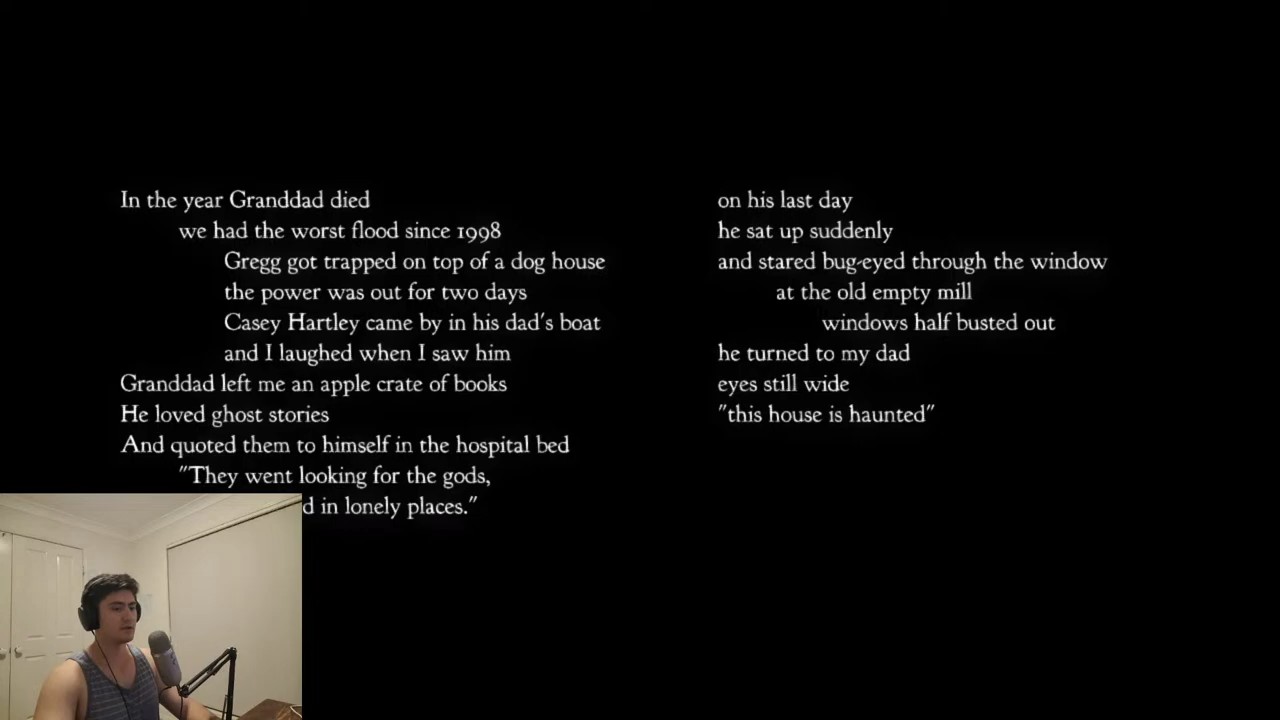 In the year Granddad died
we had the worst flood since 1998
Gregg got trapped on top of a dog house
the power was out for two days
Casey Hartley came by in his dad's boat
and I laughed when I saw him
Granddad left me an apple crate of books
He loved ghost stories
And quoted them to himself in the hospital bed
"They went looking for the gods,
in lonely places."
on his last day
he sat up suddenly
and stared bug-eyed through the window
at the old empty mill
windows half busted out
he turned to my dad
eyes still wide
"this house is haunted"